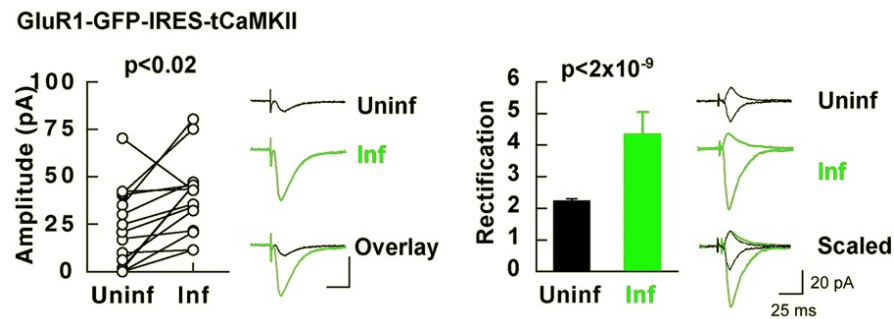 GluR1-GFP-IRES-tCaMKII
p<0.02
Amplitude (pA)
100
75
50
25
0
Uninf Inf
Uninf
Inf
Overlay
p<2x10⁻⁹
Rectification
6
5
4
3
2
1
0
Uninf Inf
Uninf
Inf
Scaled
20 pA
25 ms